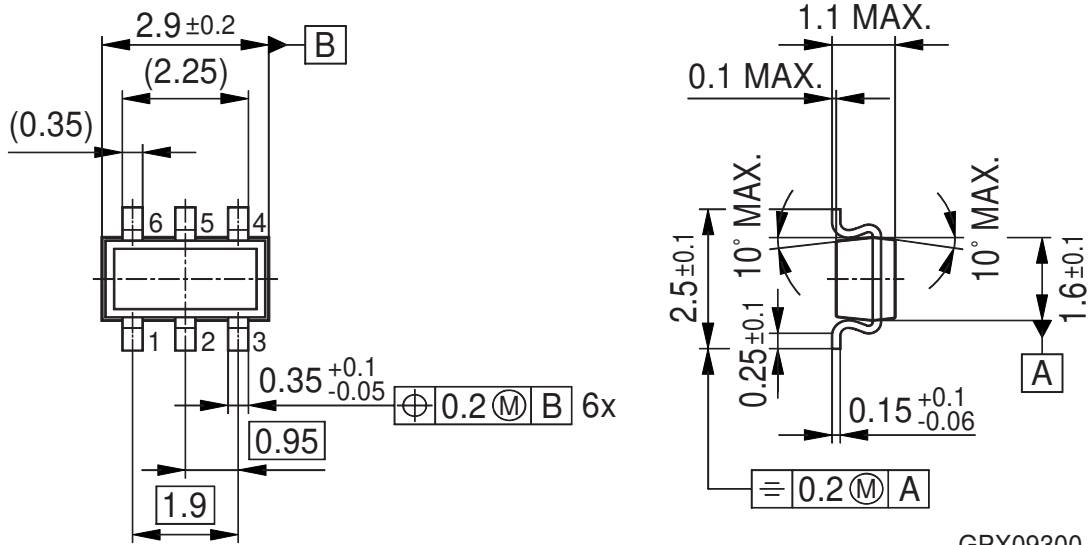 2.9 ±0.2
B
(2.25)
(0.35)
6 5 4
1 2 3
0.35 +0.1 -0.05
⌖ 0.2 Ⓜ B 6x
0.95
1.9
1.1 MAX.
0.1 MAX.
10° MAX.
10° MAX.
2.5±0.1
0.25±0.1
1.6±0.1
A
0.15 +0.1 -0.06
⌯ 0.2 Ⓜ A